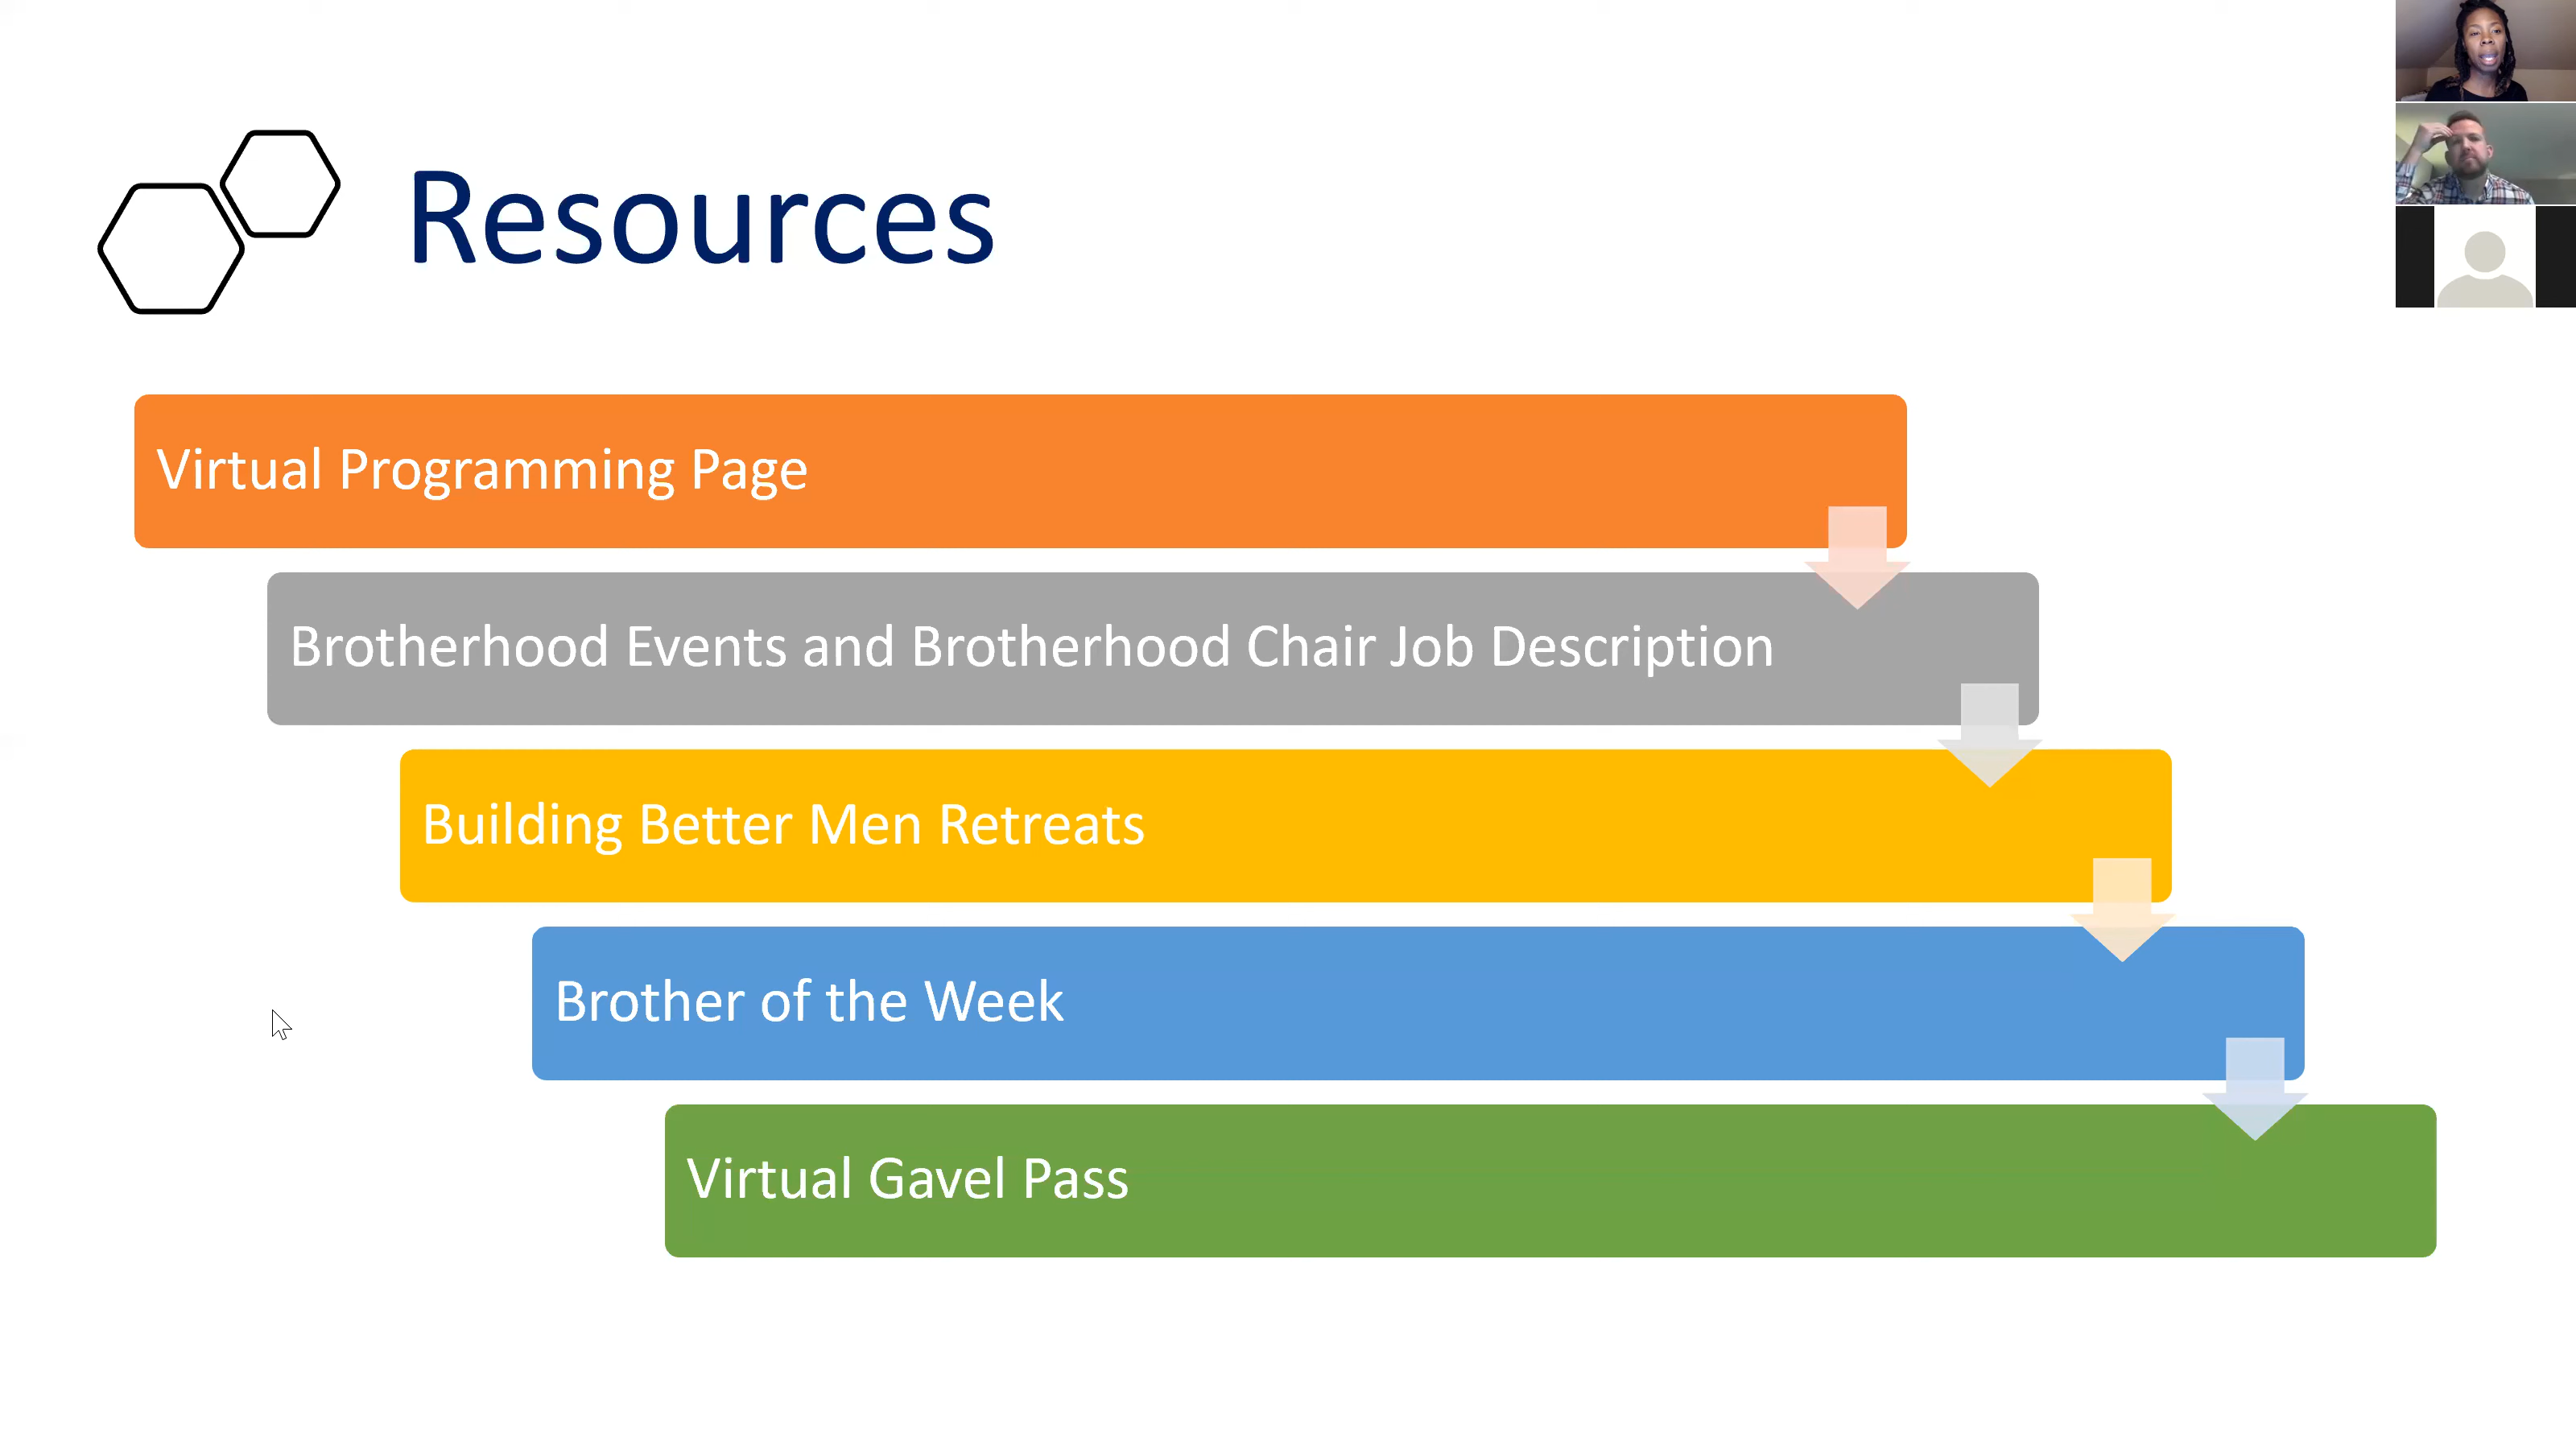 Resources
Virtual Programming Page
Brotherhood Events and Brotherhood Chair Job Description
Building Better Men Retreats
Brother of the Week
Virtual Gavel Pass